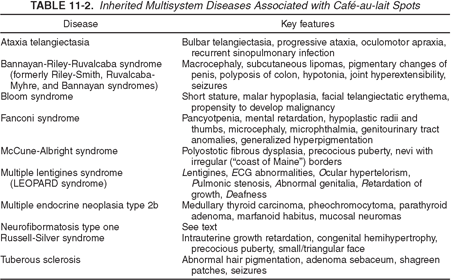 TABLE 11-2. Inherited Multisystem Diseases Associated with Café-au-lait Spots
Disease Key features
Ataxia telangiectasia Bulbar telangiectasia, progressive ataxia, oculomotor apraxia,
recurrent sinopulmonary infection
Bannayan-Riley-Ruvalcaba syndrome Macrocephaly, subcutaneous lipomas, pigmentary changes of
(formerly Riley-Smith, Ruvalcaba- penis, polyposis of colon, hypotonia, joint hyperextensibility,
Myhre, and Bannayan syndromes) seizures
Bloom syndrome Short stature, malar hypoplasia, facial telangiectatic erythema,
propensity to develop malignancy
Fanconi syndrome Pancyotpenia, mental retardation, hypoplastic radii and
thumbs, microcephaly, microphthalmia, genitourinary tract
anomalies, generalized hyperpigmentation
McCune-Albright syndrome Polyostotic fibrous dysplasia, precocious puberty, nevi with
irregular ("coast of Maine") borders
Multiple lentigines syndrome Lentigines, ECG abnormalities, Ocular hypertelorism,
(LEOPARD syndrome) Pulmonic stenosis, Abnormal genitalia, Retardation of
growth, Deafness
Multiple endocrine neoplasia type 2b Medullary thyroid carcinoma, pheochromocytoma, parathyroid
adenoma, marfanoid habitus, mucosal neuromas
Neurofibormatosis type one See text
Russell-Silver syndrome Intrauterine growth retardation, congenital hemihypertrophy,
precocious puberty, small/triangular face
Tuberous sclerosis Abnormal hair pigmentation, adenoma sebaceum, shagreen
patches, seizures